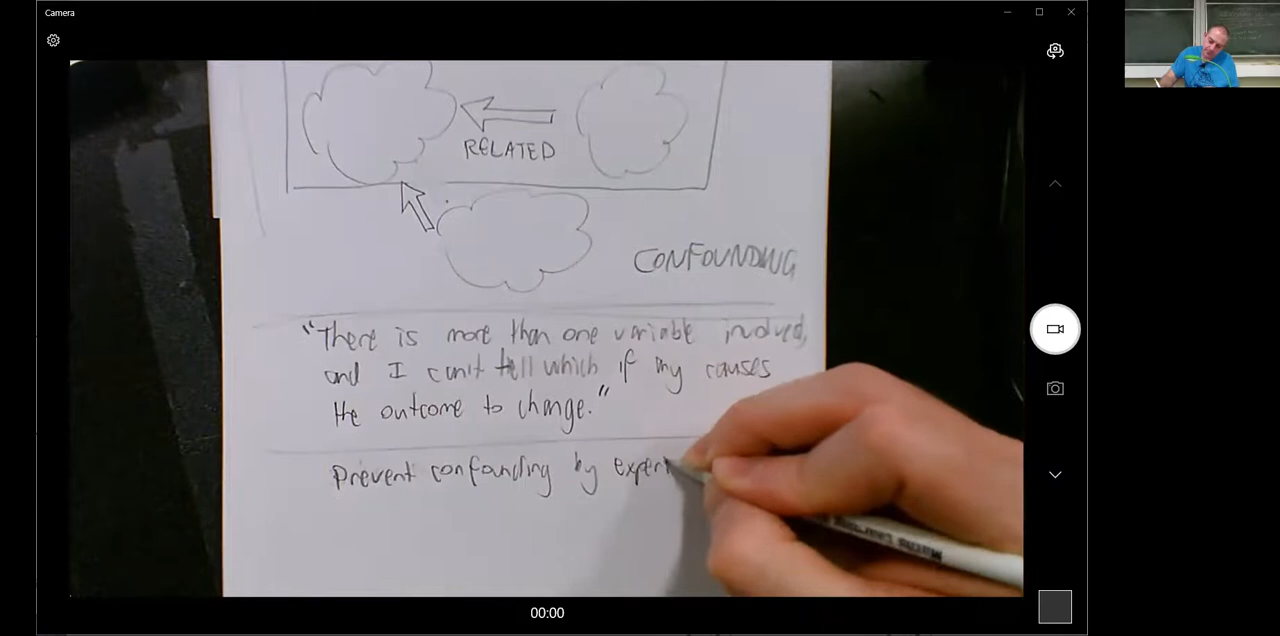 Camera
RELATED
CONFOUNDING
"There is more than one variable involved,
and I can't tell which if my causes
the outcome to change."
Prevent confounding by experi
00:00